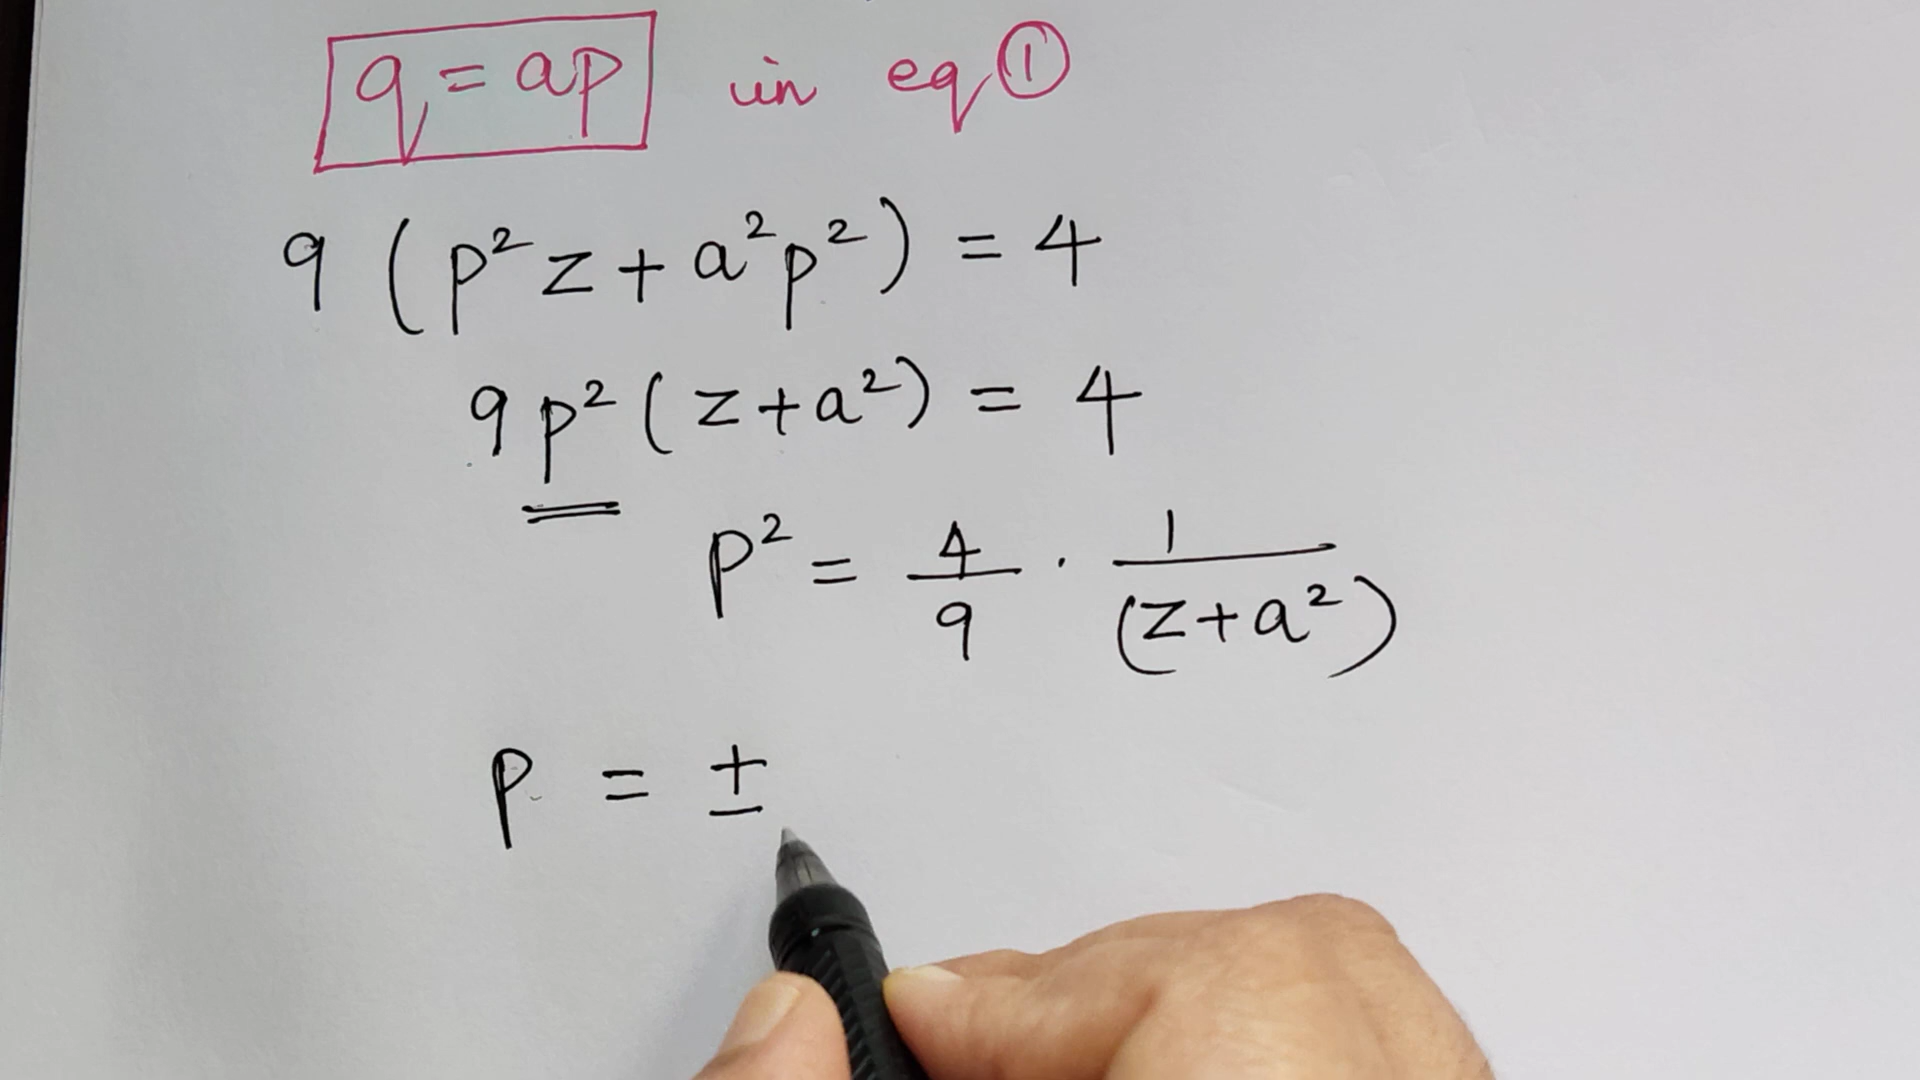 q = ap in eq ①
9 (p²z + a²p²) = 4
9p² (z + a²) = 4
p² = 4/9 · 1/(z + a²)
p = ±